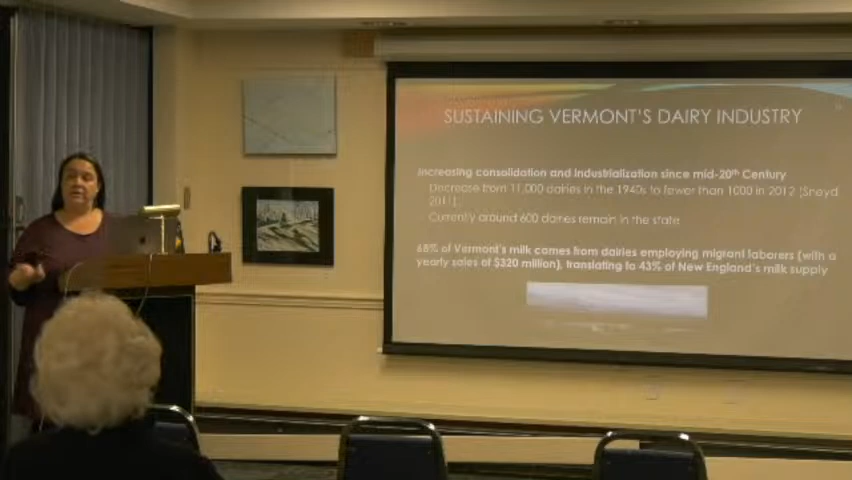 SUSTAINING VERMONT'S DAIRY INDUSTRY
Increasing consolidation and industrialization since mid-20th Century
Decrease from 11,000 dairies in the 1940s to fewer than 1000 in 2012 (Sneyd
2011).
Currently around 600 dairies remain in the state
68% of Vermont's milk comes from dairies employing migrant laborers (with a
yearly sales of $320 million), translating to 43% of New England's milk supply